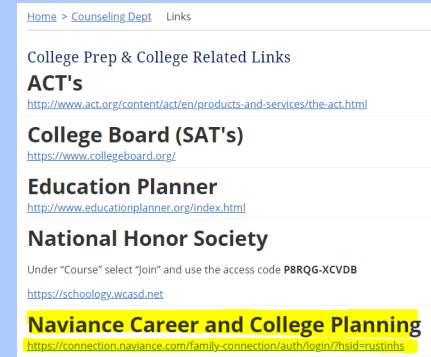 Home > Counseling Dept Links
College Prep & College Related Links
ACT's
http://www.act.org/content/act/en/products-and-services/the-act.html
College Board (SAT's)
https://www.collegeboard.org/
Education Planner
http://www.educationplanner.org/index.html
National Honor Society
Under "Course" select "Join" and use the access code P8RQG-XCVDB
https://schoology.wcasd.net
Naviance Career and College Planning
https://connection.naviance.com/family-connection/auth/login/?hsid=rustinhs